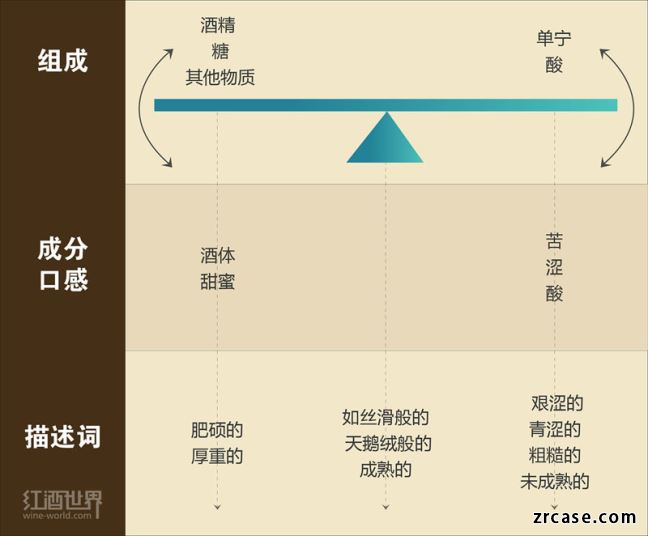 组成
酒精
糖
其他物质
单宁
酸
成分
口感
酒体
甜蜜
苦
涩
酸
描述词
肥硕的
厚重的
如丝滑般的
天鹅绒般的
成熟的
艰涩的
青涩的
粗糙的
未成熟的
红酒世界
wine-world.com
zrcase.com